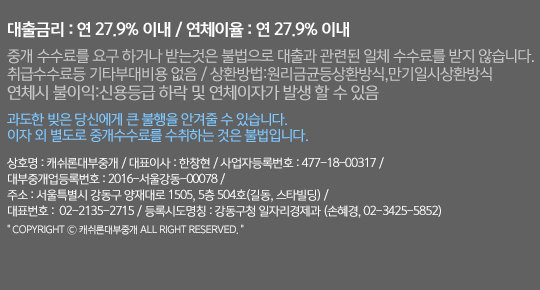 대출금리 : 연 27.9% 이내 / 연체이율 : 연 27.9% 이내
중개 수수료를 요구 하거나 받는것은 불법으로 대출과 관련된 일체 수수료를 받지 않습니다.
취급수수료등 기타부대비용 없음 / 상환방법:원리금균등상환방식,만기일시상환방식
연체시 불이익:신용등급 하락 및 연체이자가 발생 할 수 있음
과도한 빚은 당신에게 큰 불행을 안겨줄 수 있습니다.
이자 외 별도로 중개수수료를 수취하는 것은 불법입니다.
상호명 : 캐쉬론대부중개 / 대표이사 : 한창현 / 사업자등록번호 : 477-18-00317 /
대부중개업등록번호 : 2016-서울강동-00078 /
주소 : 서울특별시 강동구 양재대로 1505, 5층 504호(길동, 스타빌딩) /
대표번호 : 02-2135-2715 / 등록시도명칭 : 강동구청 일자리경제과 (손혜경, 02-3425-5852)
" COPYRIGHT ⓒ 캐쉬론대부중개 ALL RIGHT RESERVED. "